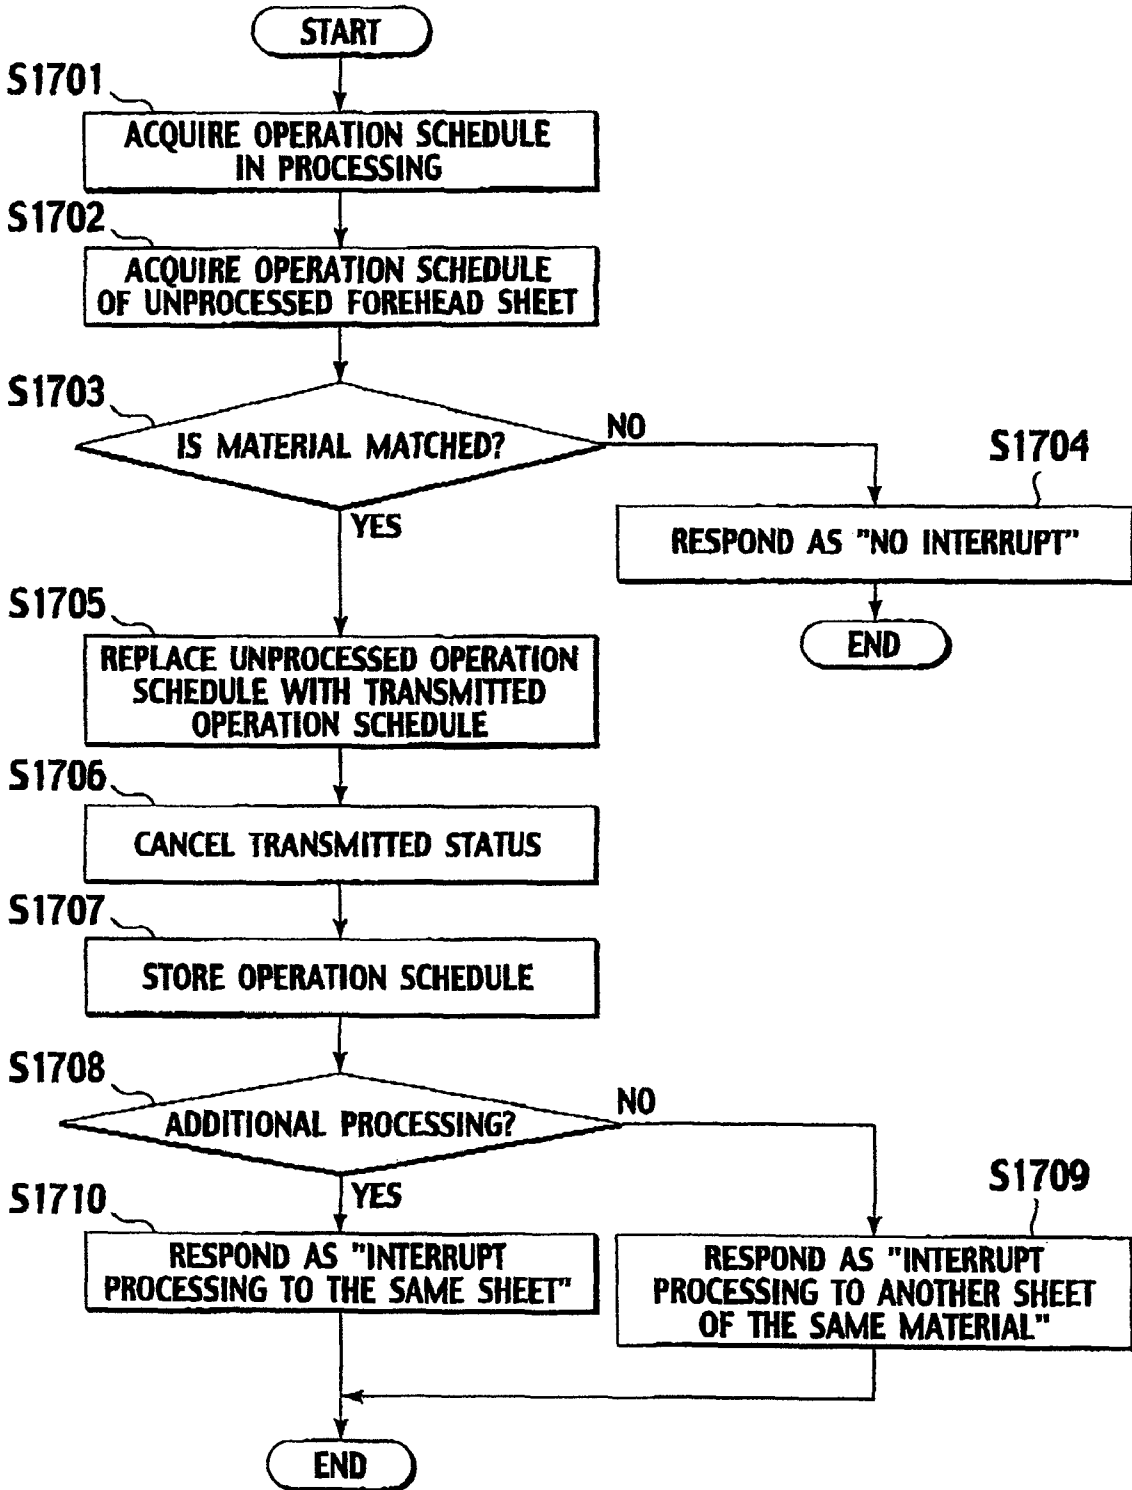 START
S1701
ACQUIRE OPERATION SCHEDULE
IN PROCESSING
S1702
ACQUIRE OPERATION SCHEDULE
OF UNPROCESSED FOREHEAD SHEET
S1703
IS MATERIAL MATCHED?
NO
YES
S1704
RESPOND AS "NO INTERRUPT"
END
S1705
REPLACE UNPROCESSED OPERATION
SCHEDULE WITH TRANSMITTED
OPERATION SCHEDULE
S1706
CANCEL TRANSMITTED STATUS
S1707
STORE OPERATION SCHEDULE
S1708
ADDITIONAL PROCESSING?
NO
YES
S1709
RESPOND AS "INTERRUPT
PROCESSING TO ANOTHER SHEET
OF THE SAME MATERIAL"
S1710
RESPOND AS "INTERRUPT
PROCESSING TO THE SAME SHEET"
END